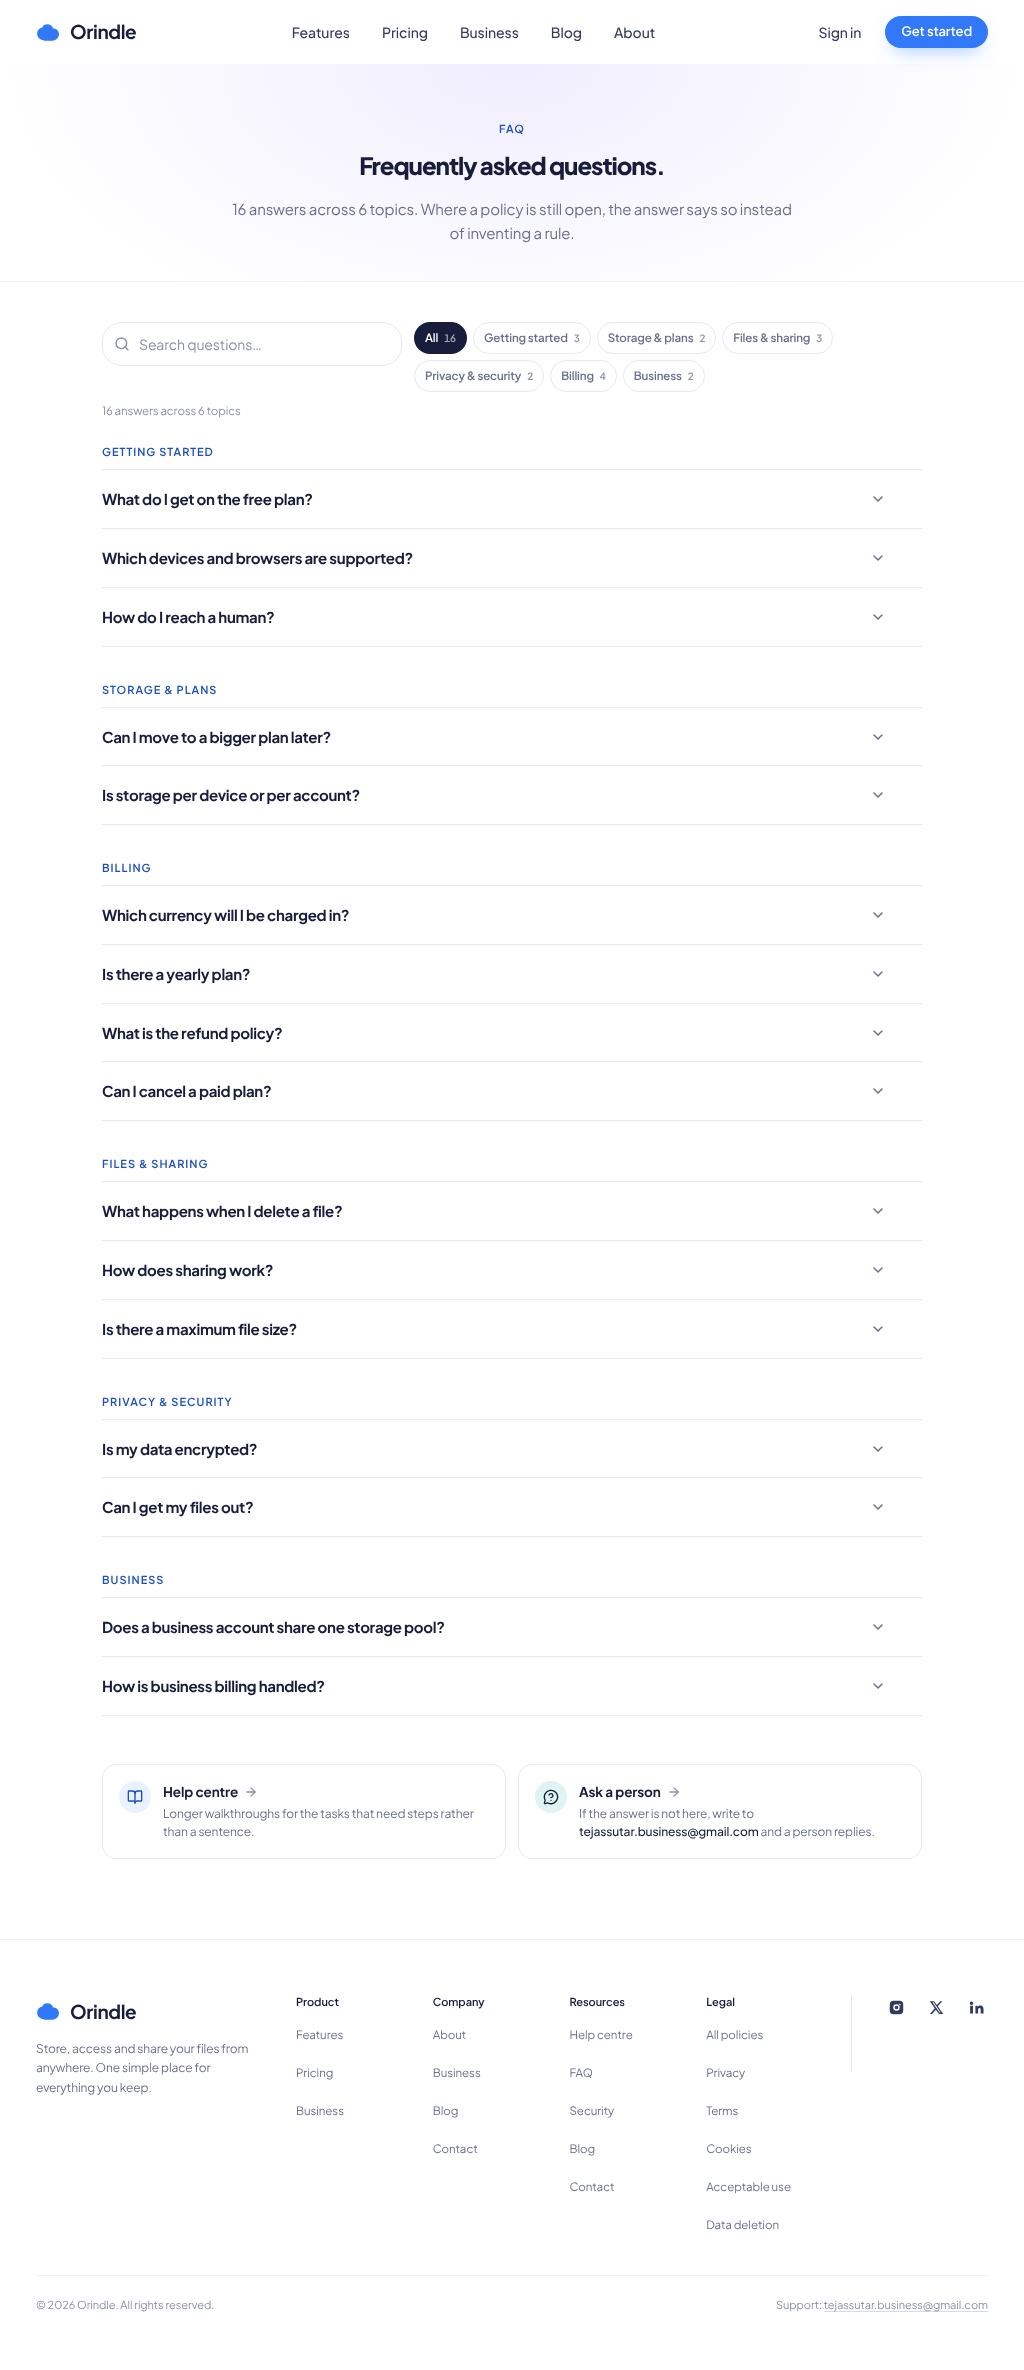 Orindle
Features Pricing Business Blog About
Sign in Get started
FAQ
Frequently asked questions.
16 answers across 6 topics. Where a policy is still open, the answer says so instead
of inventing a rule.
Search questions...
All 16 Getting started 3 Storage & plans 2 Files & sharing 3
Privacy & security 2 Billing 4 Business 2
16 answers across 6 topics
GETTING STARTED
What do I get on the free plan?
Which devices and browsers are supported?
How do I reach a human?
STORAGE & PLANS
Can I move to a bigger plan later?
Is storage per device or per account?
BILLING
Which currency will I be charged in?
Is there a yearly plan?
What is the refund policy?
Can I cancel a paid plan?
FILES & SHARING
What happens when I delete a file?
How does sharing work?
Is there a maximum file size?
PRIVACY & SECURITY
Is my data encrypted?
Can I get my files out?
BUSINESS
Does a business account share one storage pool?
How is business billing handled?
Help centre →
Longer walkthroughs for the tasks that need steps rather
than a sentence.
Ask a person →
If the answer is not here, write to
tejassutar.business@gmail.com and a person replies.
Orindle
Store, access and share your files from
anywhere. One simple place for
everything you keep.
Product
Features
Pricing
Business
Company
About
Business
Blog
Contact
Resources
Help centre
FAQ
Security
Blog
Contact
Legal
All policies
Privacy
Terms
Cookies
Acceptable use
Data deletion
© 2026 Orindle. All rights reserved.
Support: tejassutar.business@gmail.com